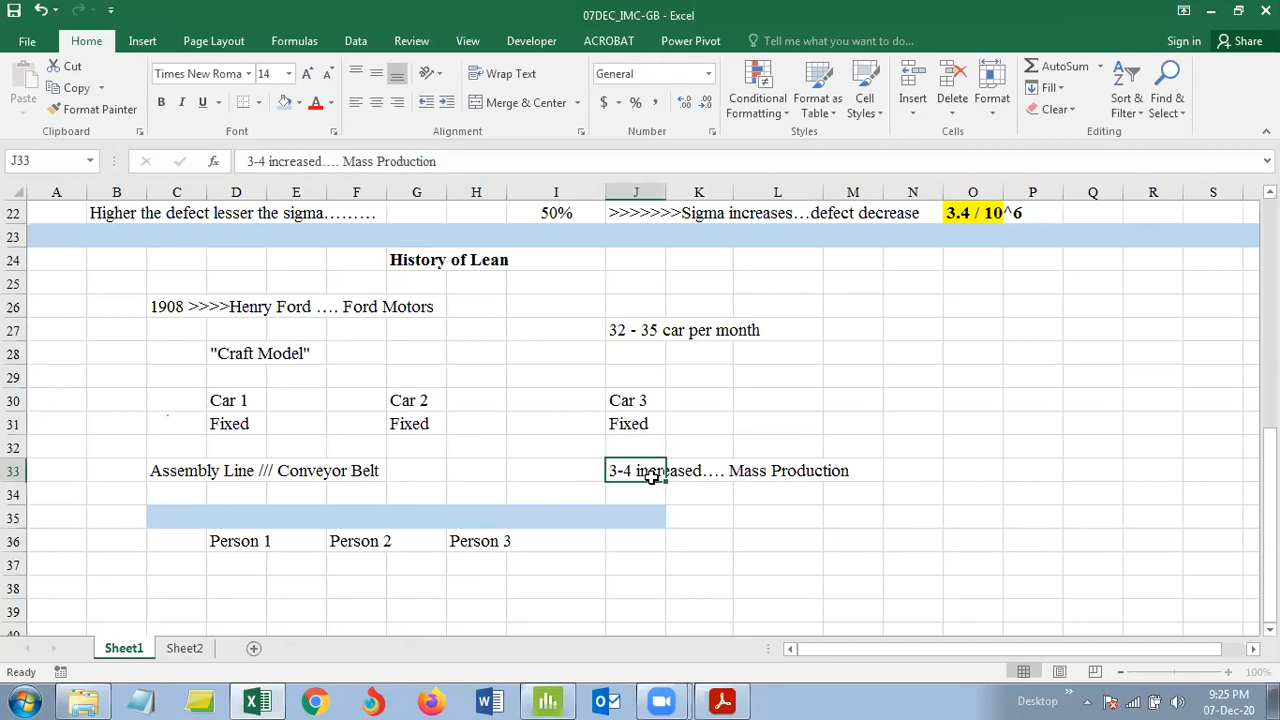 07DEC_IMC-GB - Excel
File Home Insert Page Layout Formulas Data Review View Developer ACROBAT Power Pivot Tell me what you want to do... Sign in Share
Paste
Cut
Copy
Format Painter
Clipboard
Times New Roma 14
B I U A
Font
Wrap Text
Merge & Center
Alignment
General
$ % ,
Number
Conditional Formatting
Format as Table
Cell Styles
Styles
Insert Delete Format
Cells
AutoSum
Fill
Clear
Sort & Filter
Find & Select
Editing
J33 fx 3-4 increased…. Mass Production
A B C D E F G H I J K L M N O P Q R S
22 Higher the defect lesser the sigma……… 50% >>>>>>>Sigma increases…defect decrease 3.4 / 10^6
23
24 History of Lean
25
26 1908 >>>>Henry Ford …. Ford Motors
27 32 - 35 car per month
28 "Craft Model"
29
30 Car 1 Car 2 Car 3
31 Fixed Fixed Fixed
32
33 Assembly Line /// Conveyor Belt 3-4 increased…. Mass Production
34
35
36 Person 1 Person 2 Person 3
37
38
39
40
Sheet1 Sheet2
Ready 100%
Desktop 9:25 PM
07-Dec-20